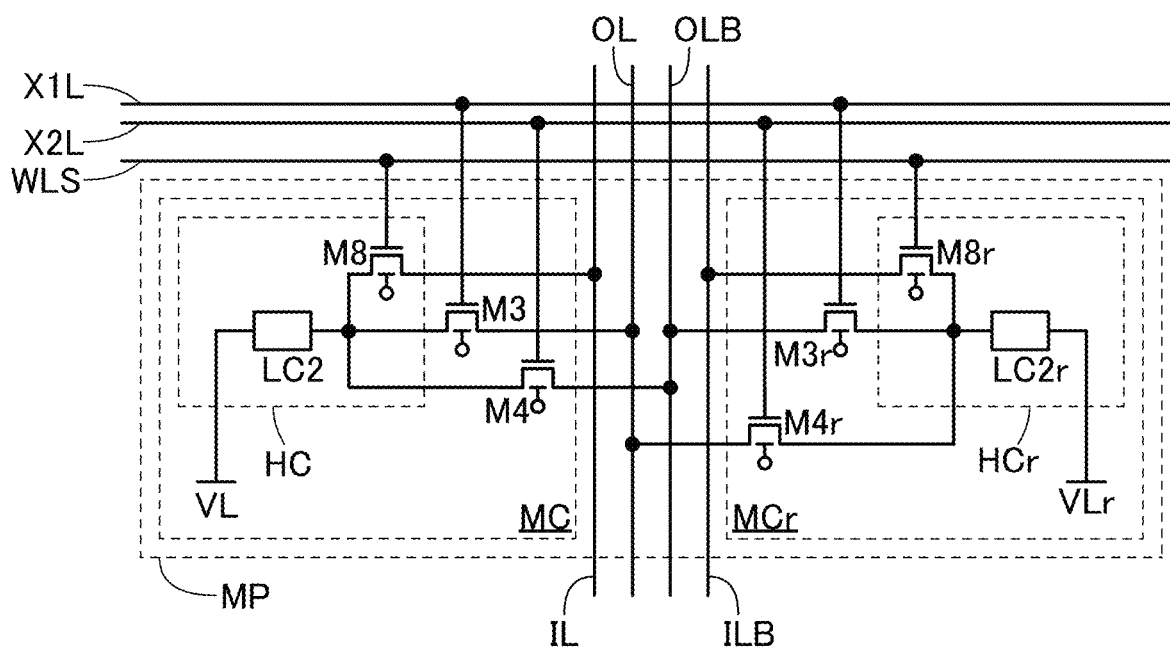 OL OLB
X1L
X2L
WLS
M8 M8r
M3
LC2 M3r LC2r
M4 M4r
HC HCr
VL MC MCr VLr
MP
IL ILB